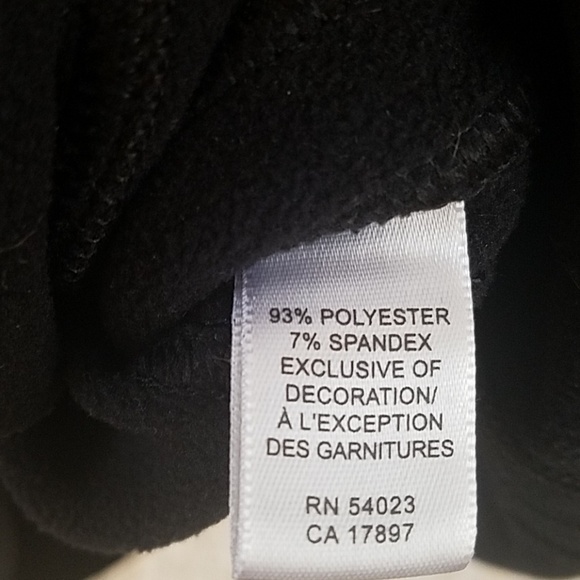 93% POLYESTER
7% SPANDEX
EXCLUSIVE OF
DECORATION/
À L'EXCEPTION
DES GARNITURES
RN 54023
CA 17897